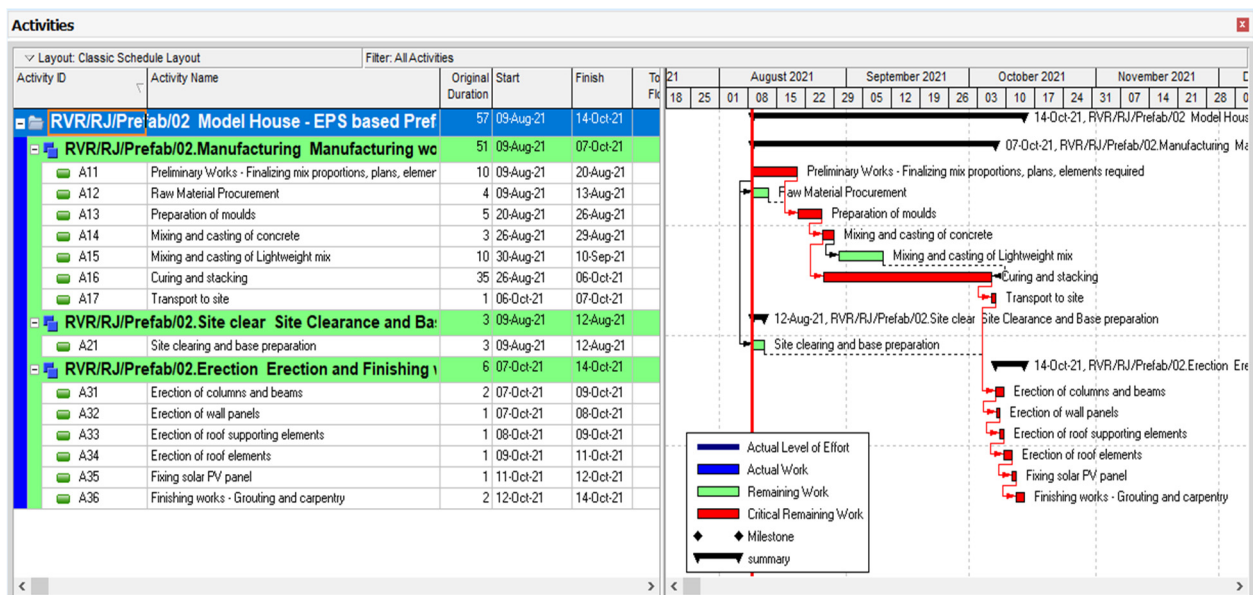 Activities
Layout: Classic Schedule Layout Filter: All Activities
Activity ID Activity Name Original Duration Start Finish To Flo
21 August 2021 September 2021 October 2021 November 2021 D
18 25 01 08 15 22 29 05 12 19 26 03 10 17 24 31 07 14 21 28 0
RVR/RJ/Prefab/02 Model House - EPS based Pref 57 09-Aug-21 14-Oct-21 14-Oct-21, RVR/RJ/Prefab/02 Model Hous
RVR/RJ/Prefab/02.Manufacturing Manufacturing wo 51 09-Aug-21 07-Oct-21 07-Oct-21, RVR/RJ/Prefab/02.Manufacturing Ma
A11 Preliminary Works - Finalizing mix proportions, plans, elemer 10 09-Aug-21 20-Aug-21 Preliminary Works - Finalizing mix proportions, plans, elements required
A12 Raw Material Procurement 4 09-Aug-21 13-Aug-21 Raw Material Procurement
A13 Preparation of moulds 5 20-Aug-21 26-Aug-21 Preparation of moulds
A14 Mixing and casting of concrete 3 26-Aug-21 29-Aug-21 Mixing and casting of concrete
A15 Mixing and casting of Lightweight mix 10 30-Aug-21 10-Sep-21 Mixing and casting of Lightweight mix
A16 Curing and stacking 35 26-Aug-21 06-Oct-21 Curing and stacking
A17 Transport to site 1 06-Oct-21 07-Oct-21 Transport to site
RVR/RJ/Prefab/02.Site clear Site Clearance and Ba: 3 09-Aug-21 12-Aug-21 12-Aug-21, RVR/RJ/Prefab/02.Site clear Site Clearance and Base preparation
A21 Site clearing and base preparation 3 09-Aug-21 12-Aug-21 Site clearing and base preparation
RVR/RJ/Prefab/02.Erection Erection and Finishing 6 07-Oct-21 14-Oct-21 14-Oct-21, RVR/RJ/Prefab/02.Erection Ere
A31 Erection of columns and beams 2 07-Oct-21 09-Oct-21 Erection of columns and beams
A32 Erection of wall panels 1 07-Oct-21 08-Oct-21 Erection of wall panels
A33 Erection of roof supporting elements 1 08-Oct-21 09-Oct-21 Erection of roof supporting elements
A34 Erection of roof elements 1 09-Oct-21 11-Oct-21 Erection of roof elements
A35 Fixing solar PV panel 1 11-Oct-21 12-Oct-21 Fixing solar PV panel
A36 Finishing works - Grouting and carpentry 2 12-Oct-21 14-Oct-21 Finishing works - Grouting and carpentry
Actual Level of Effort
Actual Work
Remaining Work
Critical Remaining Work
Milestone
summary